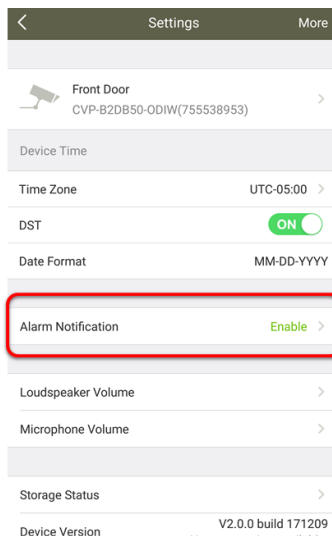 Settings More
Front Door
CVP-B2DB50-ODIW(755538953)
Device Time
Time Zone UTC-05:00
DST ON
Date Format MM-DD-YYYY
Alarm Notification Enable
Loudspeaker Volume
Microphone Volume
Storage Status
Device Version V2.0.0 build 171209